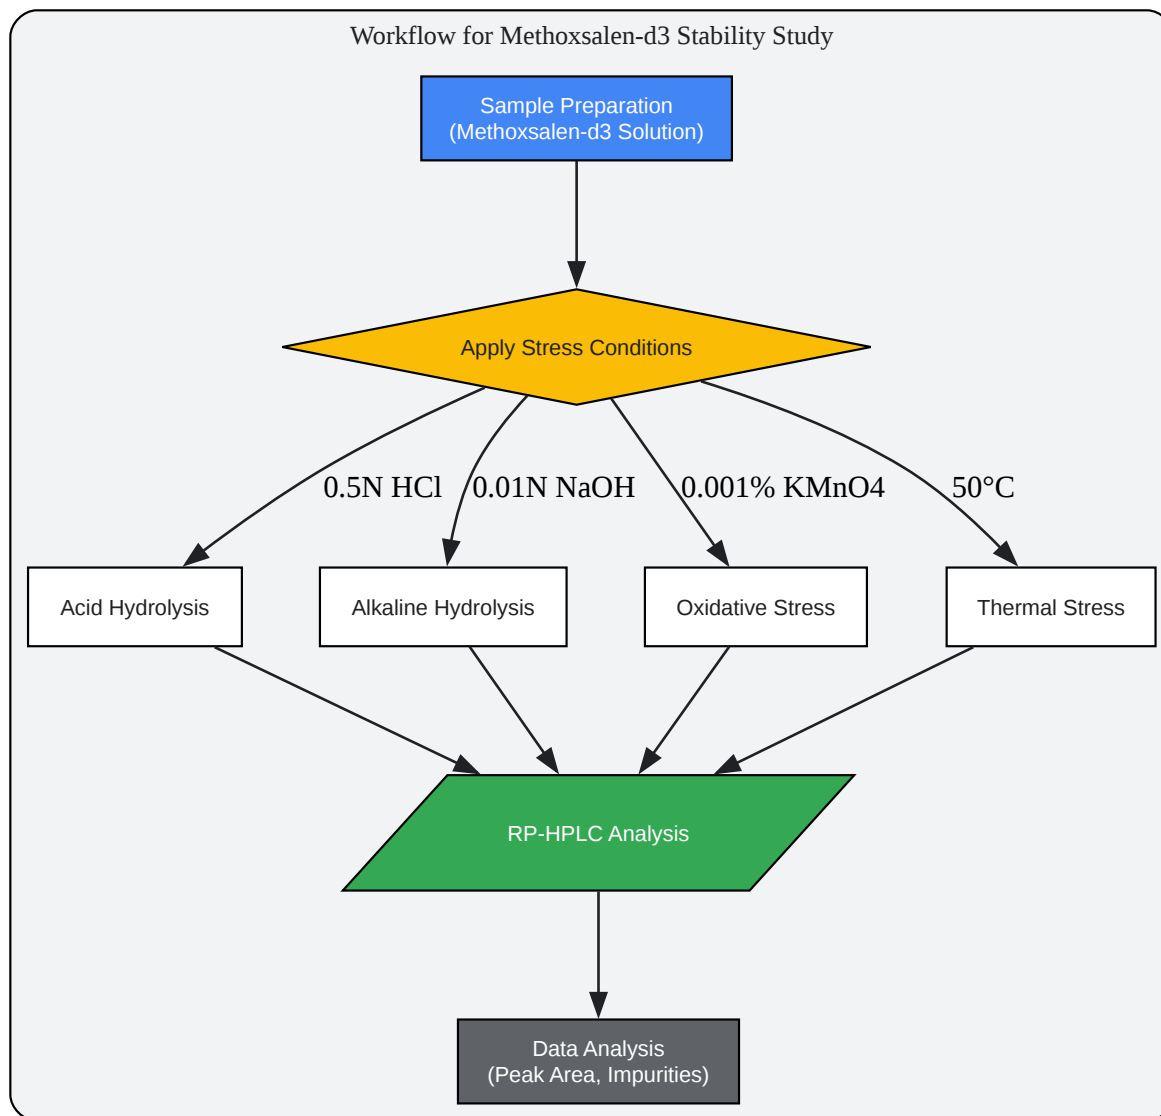 Workflow for Methoxsalen-d3 Stability Study
Sample Preparation
(Methoxsalen-d3 Solution)
Apply Stress Conditions
0.5N HCl
0.01N NaOH
0.001% KMnO4
50°C
Acid Hydrolysis
Alkaline Hydrolysis
Oxidative Stress
Thermal Stress
RP-HPLC Analysis
Data Analysis
(Peak Area, Impurities)